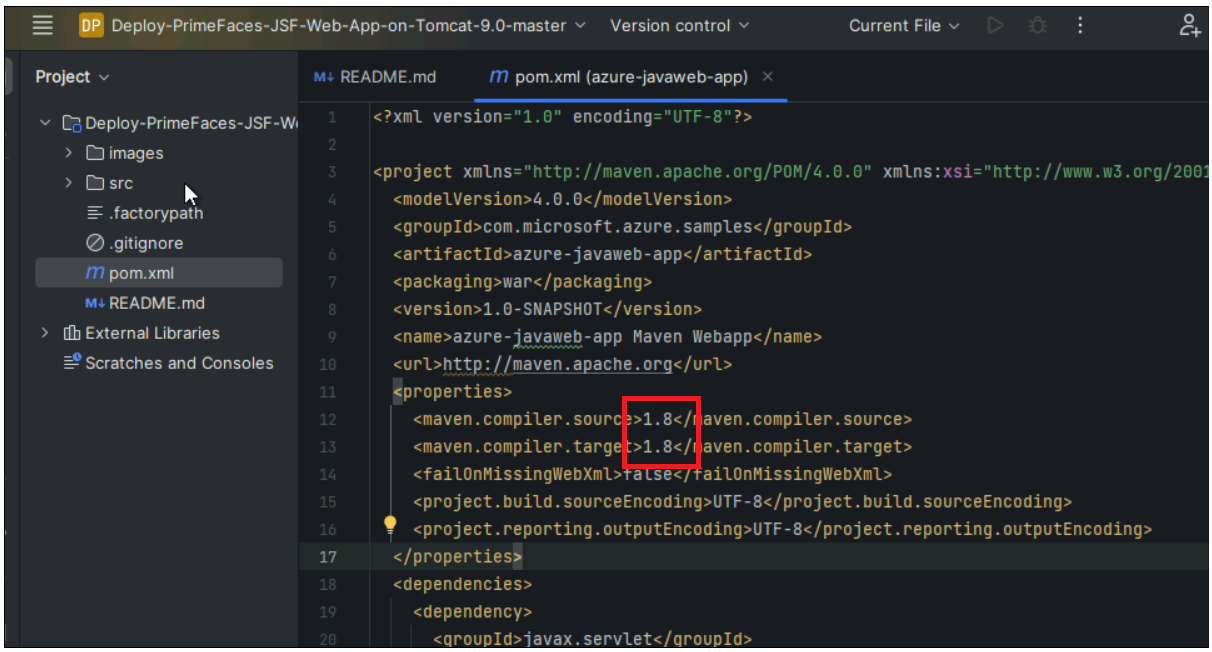 DP Deploy-PrimeFaces-JSF-Web-App-on-Tomcat-9.0-master Version control Current File
Project
README.md
pom.xml (azure-javaweb-app)
Deploy-PrimeFaces-JSF-W
images
src
.factorypath
.gitignore
pom.xml
README.md
External Libraries
Scratches and Consoles
1 <?xml version="1.0" encoding="UTF-8"?>
2
3 <project xmlns="http://maven.apache.org/POM/4.0.0" xmlns:xsi="http://www.w3.org/2001
4 <modelVersion>4.0.0</modelVersion>
5 <groupId>com.microsoft.azure.samples</groupId>
6 <artifactId>azure-javaweb-app</artifactId>
7 <packaging>war</packaging>
8 <version>1.0-SNAPSHOT</version>
9 <name>azure-javaweb-app Maven Webapp</name>
10 <url>http://maven.apache.org</url>
11 <properties>
12 <maven.compiler.source>1.8</maven.compiler.source>
13 <maven.compiler.target>1.8</maven.compiler.target>
14 <failOnMissingWebXml>false</failOnMissingWebXml>
15 <project.build.sourceEncoding>UTF-8</project.build.sourceEncoding>
16 <project.reporting.outputEncoding>UTF-8</project.reporting.outputEncoding>
17 </properties>
18 <dependencies>
19 <dependency>
20 <groupId>javax.servlet</groupId>